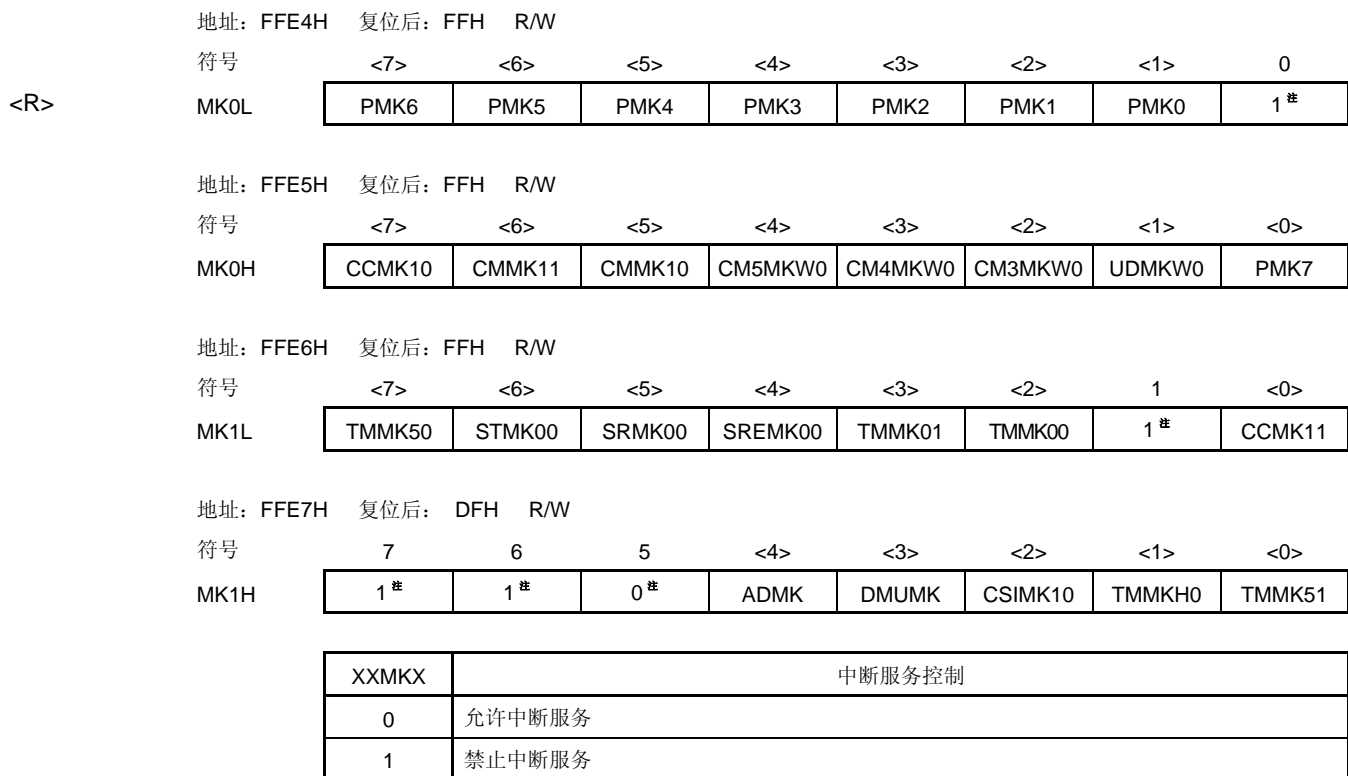 地址：FFE4H 复位后：FFH R/W
符号 <7> <6> <5> <4> <3> <2> <1> 0
<R> MK0L PMK6 PMK5 PMK4 PMK3 PMK2 PMK1 PMK0 1注
地址：FFE5H 复位后：FFH R/W
符号 <7> <6> <5> <4> <3> <2> <1> <0>
MK0H CCMK10 CMMK11 CMMK10 CM5MKW0 CM4MKW0 CM3MKW0 UDMKW0 PMK7
地址：FFE6H 复位后：FFH R/W
符号 <7> <6> <5> <4> <3> <2> 1 <0>
MK1L TMMK50 STMK00 SRMK00 SREMK00 TMMK01 TMMK00 1注 CCMK11
地址：FFE7H 复位后： DFH R/W
符号 7 6 5 <4> <3> <2> <1> <0>
MK1H 1注 1注 0注 ADMK DMUMK CSIMK10 TMMKH0 TMMK51
XXMKX 中断服务控制
0 允许中断服务
1 禁止中断服务